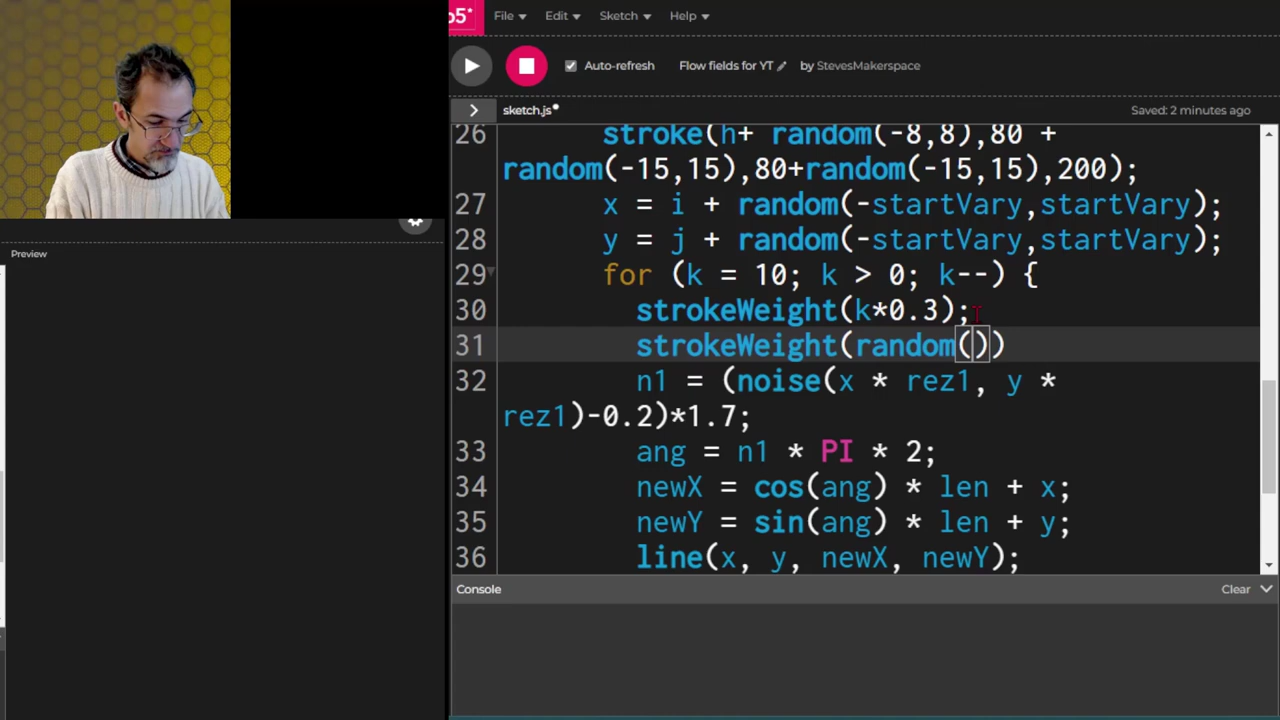 p5*
File
Edit
Sketch
Help
Auto-refresh
Flow fields for YT
by StevesMakerspace
sketch.js
Saved: 2 minutes ago
Preview
26 stroke(h+ random(-8,8),80 +
random(-15,15),80+random(-15,15),200);
27 x = i + random(-startVary,startVary);
28 y = j + random(-startVary,startVary);
29 for (k = 10; k > 0; k--) {
30 strokeWeight(k*0.3);
31 strokeWeight(random())
32 n1 = (noise(x * rez1, y *
rez1)-0.2)*1.7;
33 ang = n1 * PI * 2;
34 newX = cos(ang) * len + x;
35 newY = sin(ang) * len + y;
36 line(x, y, newX, newY);
Console
Clear